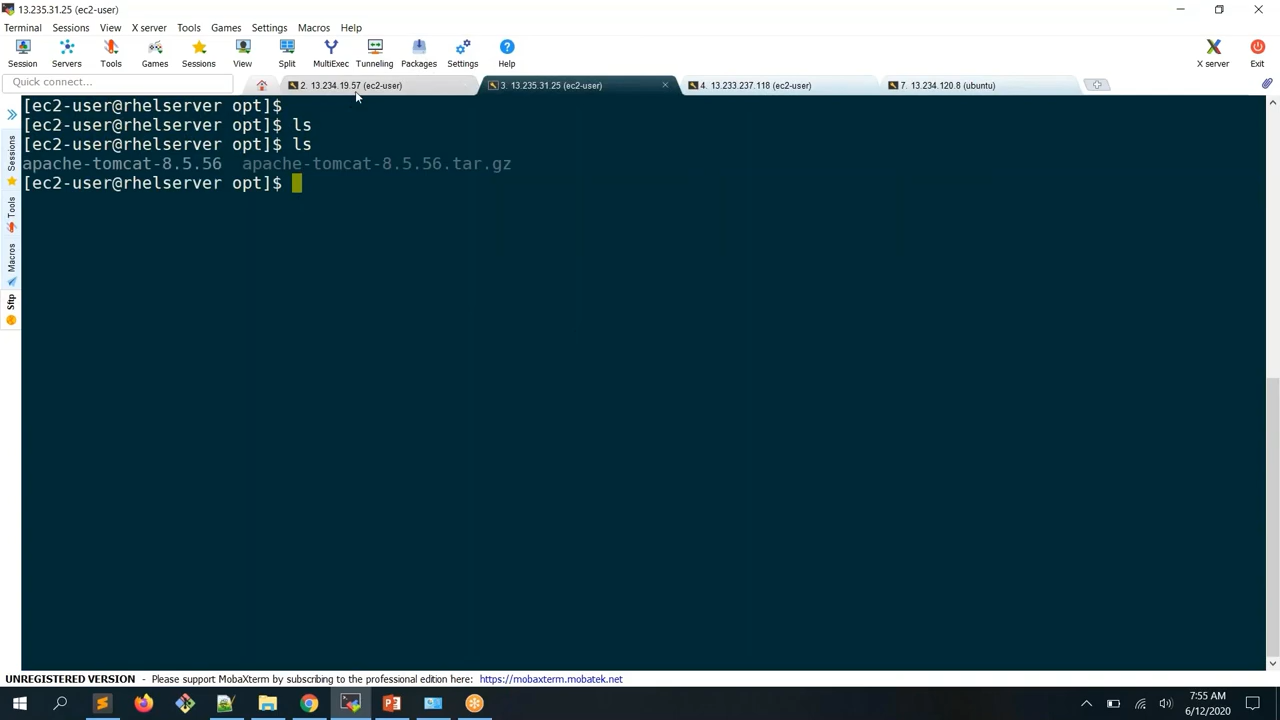 13.235.31.25 (ec2-user)
Terminal Sessions View X server Tools Games Settings Macros Help
Session Servers Tools Games Sessions View Split MultiExec Tunneling Packages Settings Help X server Exit
Quick connect...
2. 13.234.19.57 (ec2-user)
3. 13.235.31.25 (ec2-user)
4. 13.233.237.118 (ec2-user)
7. 13.234.120.8 (ubuntu)
[ec2-user@rhelserver opt]$
[ec2-user@rhelserver opt]$ ls
[ec2-user@rhelserver opt]$ ls
apache-tomcat-8.5.56 apache-tomcat-8.5.56.tar.gz
[ec2-user@rhelserver opt]$
Sessions
Tools
Macros
Sftp
UNREGISTERED VERSION - Please support MobaXterm by subscribing to the professional edition here: https://mobaxterm.mobatek.net
7:55 AM
6/12/2020